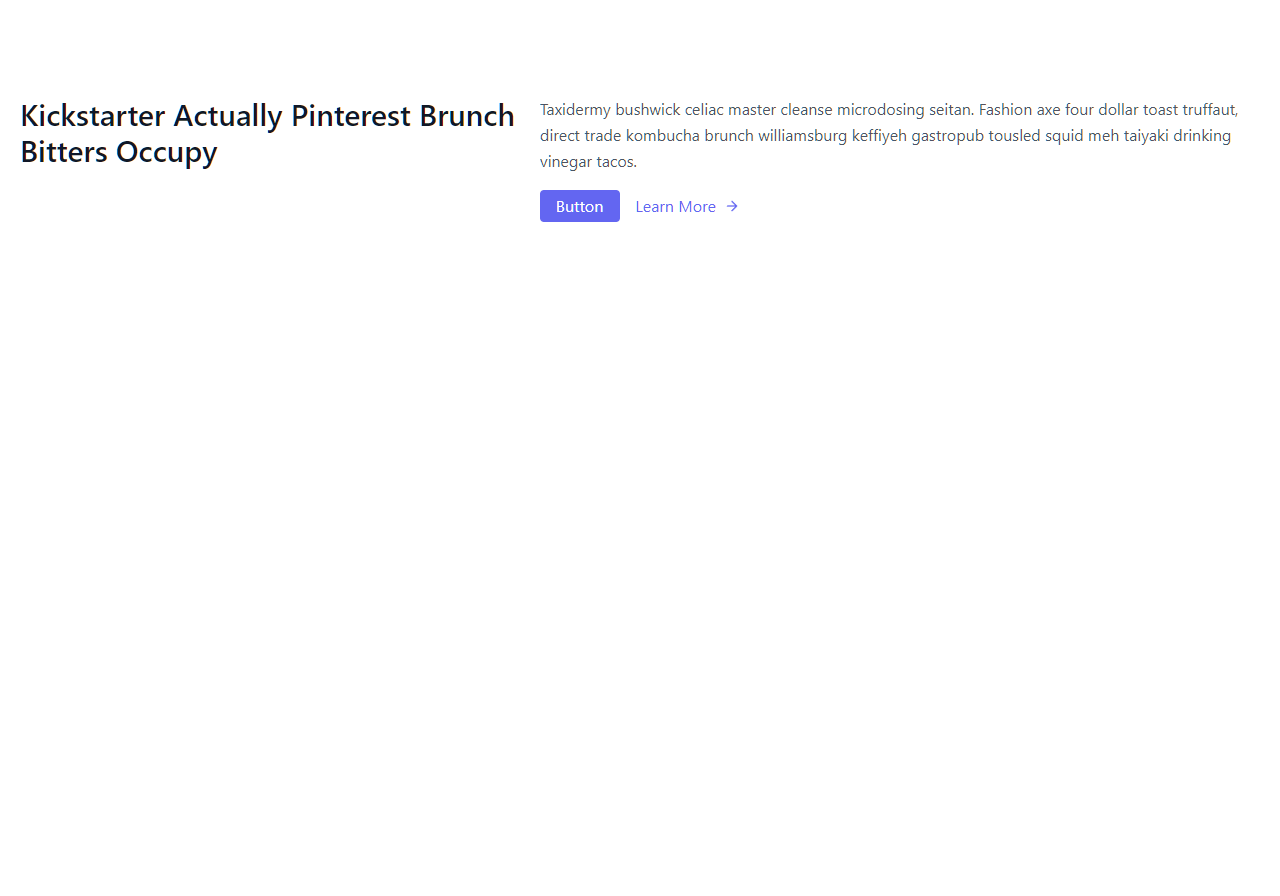 Kickstarter Actually Pinterest Brunch
Bitters Occupy
Taxidermy bushwick celiac master cleanse microdosing seitan. Fashion axe four dollar toast truffaut,
direct trade kombucha brunch williamsburg keffiyeh gastropub tousled squid meh taiyaki drinking
vinegar tacos.
Button
Learn More